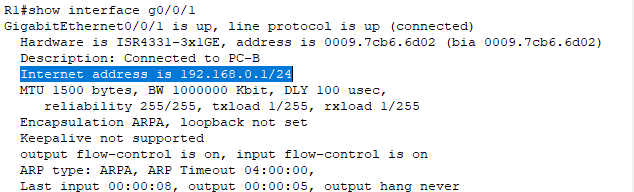 R1#show interface g0/0/1
GigabitEthernet0/0/1 is up, line protocol is up (connected)
Hardware is ISR4331-3x1GE, address is 0009.7cb6.6d02 (bia 0009.7cb6.6d02)
Description: Connected to PC-B
Internet address is 192.168.0.1/24
MTU 1500 bytes, BW 1000000 Kbit, DLY 100 usec,
reliability 255/255, txload 1/255, rxload 1/255
Encapsulation ARPA, loopback not set
Keepalive not supported
output flow-control is on, input flow-control is on
ARP type: ARPA, ARP Timeout 04:00:00,
Last input 00:00:08, output 00:00:05, output hang never